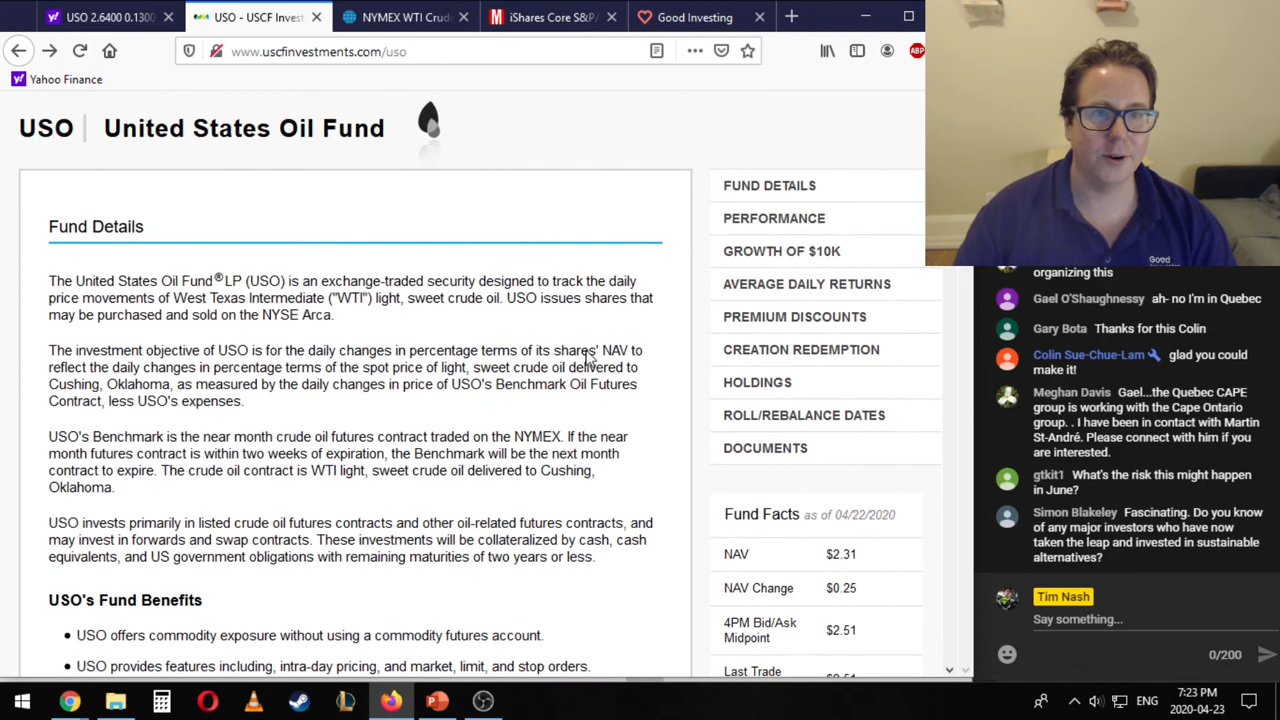 USO 2.6400 0.1300
USO - USCF Invest
NYMEX WTI Crud
iShares Core S&P/
Good Investing
www.uscfinvestments.com/uso
ABP
Yahoo Finance
USO United States Oil Fund
Fund Details
The United States Oil Fund®LP (USO) is an exchange-traded security designed to track the daily
price movements of West Texas Intermediate ("WTI") light, sweet crude oil. USO issues shares that
may be purchased and sold on the NYSE Arca.
The investment objective of USO is for the daily changes in percentage terms of its shares' NAV to
reflect the daily changes in percentage terms of the spot price of light, sweet crude oil delivered to
Cushing, Oklahoma, as measured by the daily changes in price of USO's Benchmark Oil Futures
Contract, less USO's expenses.
USO's Benchmark is the near month crude oil futures contract traded on the NYMEX. If the near
month futures contract is within two weeks of expiration, the Benchmark will be the next month
contract to expire. The crude oil contract is WTI light, sweet crude oil delivered to Cushing,
Oklahoma.
USO invests primarily in listed crude oil futures contracts and other oil-related futures contracts, and
may invest in forwards and swap contracts. These investments will be collateralized by cash, cash
equivalents, and US government obligations with remaining maturities of two years or less.
USO's Fund Benefits
• USO offers commodity exposure without using a commodity futures account.
• USO provides features including, intra-day pricing, and market, limit, and stop orders.
FUND DETAILS
PERFORMANCE
GROWTH OF $10K
AVERAGE DAILY RETURNS
PREMIUM DISCOUNTS
CREATION REDEMPTION
HOLDINGS
ROLL/REBALANCE DATES
DOCUMENTS
Fund Facts as of 04/22/2020
NAV $2.31
NAV Change $0.25
4PM Bid/Ask
Midpoint $2.51
Last Trade
Good
organizing this
Gael O'Shaughnessy ah- no I'm in Quebec
Gary Bota Thanks for this Colin
Colin Sue-Chue-Lam glad you could
make it!
Meghan Davis Gael...the Quebec CAPE
group is working with the Cape Ontario
group. . I have been in contact with Martin
St-André. Please connect with him if you
are interested.
gtkit1 What's the risk this might happen
in June?
Simon Blakeley Fascinating. Do you know
of any major investors who have now
taken the leap and invested in sustainable
alternatives?
Tim Nash
Say something...
0/200
ENG
7:23 PM
2020-04-23